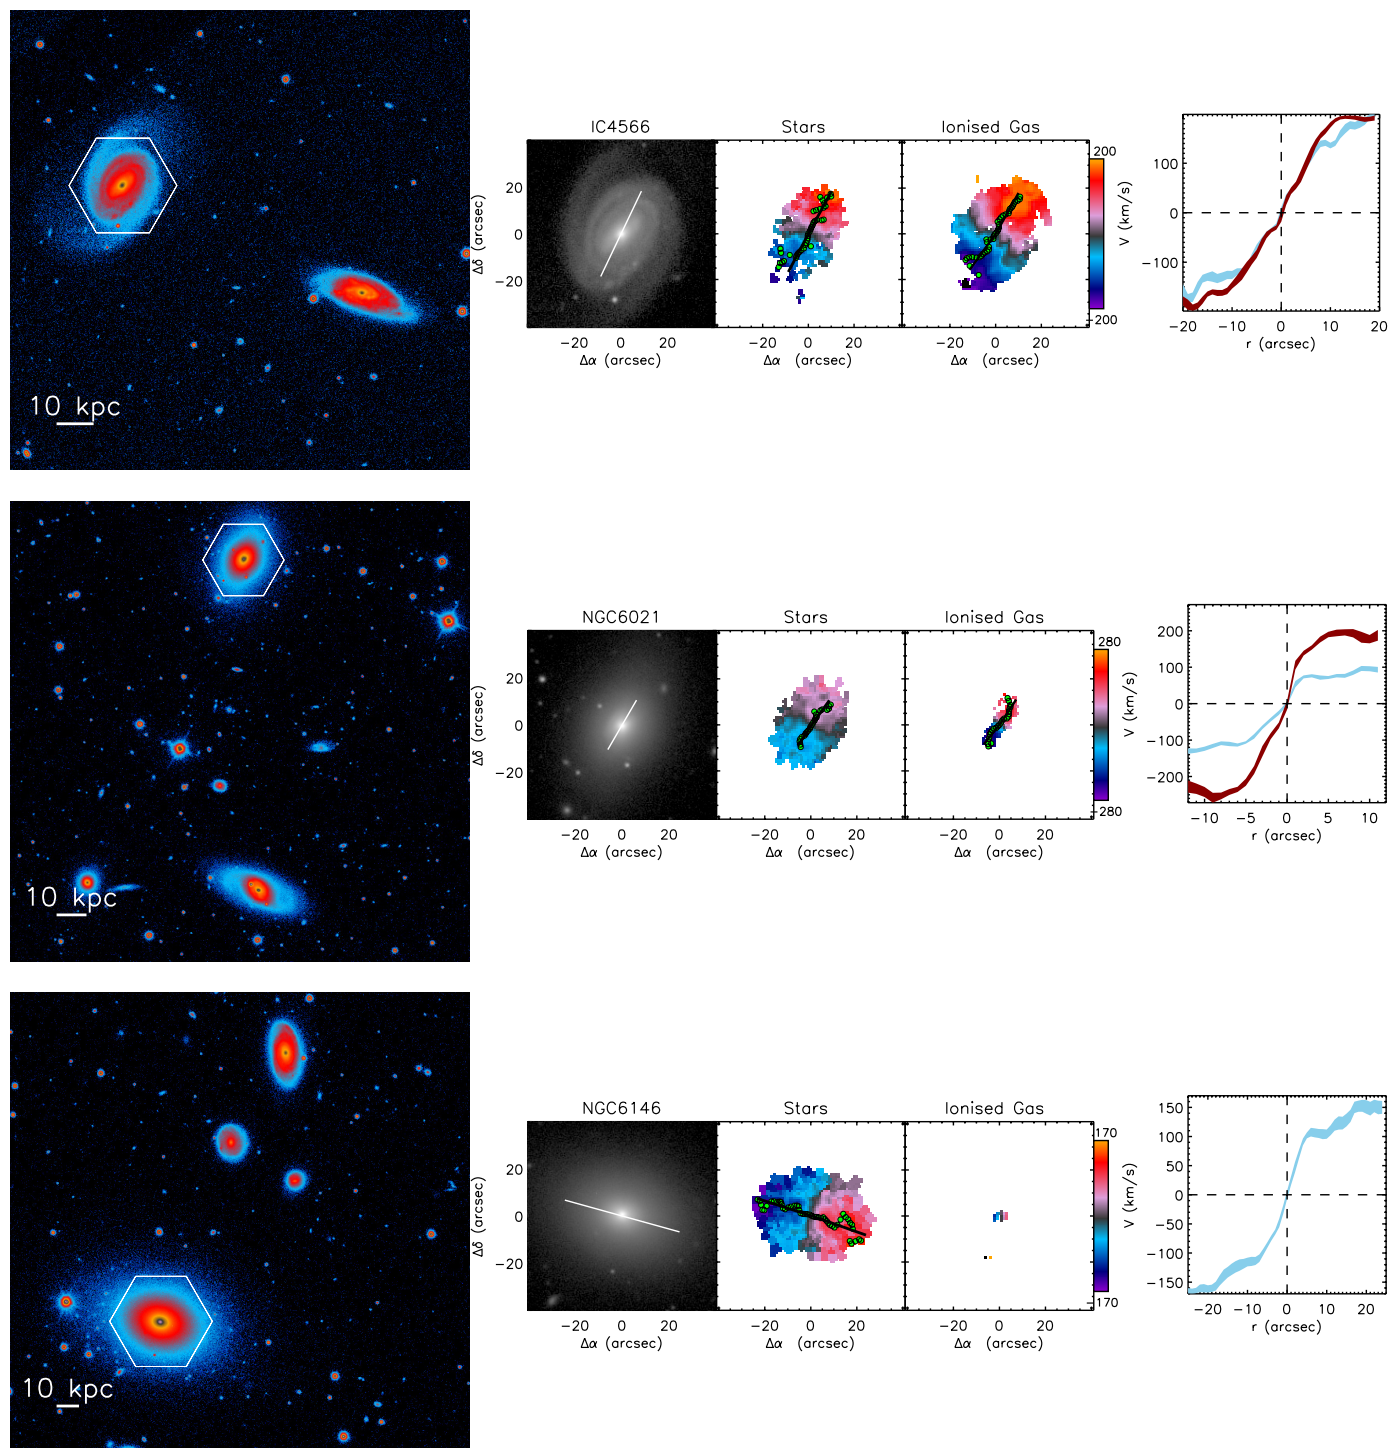 10 kpc
IC4566 Stars Ionised Gas
Δδ (arcsec)
20
0
−20
−20 0 20 −20 0 20 −20 0 20
Δα (arcsec) Δα (arcsec) Δα (arcsec)
200
200
V (km/s)
100
0
−100
−20 −10 0 10 20
r (arcsec)
10 kpc
NGC6021 Stars Ionised Gas
Δδ (arcsec)
20
0
−20
−20 0 20 −20 0 20 −20 0 20
Δα (arcsec) Δα (arcsec) Δα (arcsec)
280
280
V (km/s)
200
100
0
−100
−200
−10 −5 0 5 10
r (arcsec)
10 kpc
NGC6146 Stars Ionised Gas
Δδ (arcsec)
20
0
−20
−20 0 20 −20 0 20 −20 0 20
Δα (arcsec) Δα (arcsec) Δα (arcsec)
170
170
V (km/s)
150
100
50
0
−50
−100
−150
−20 −10 0 10 20
r (arcsec)